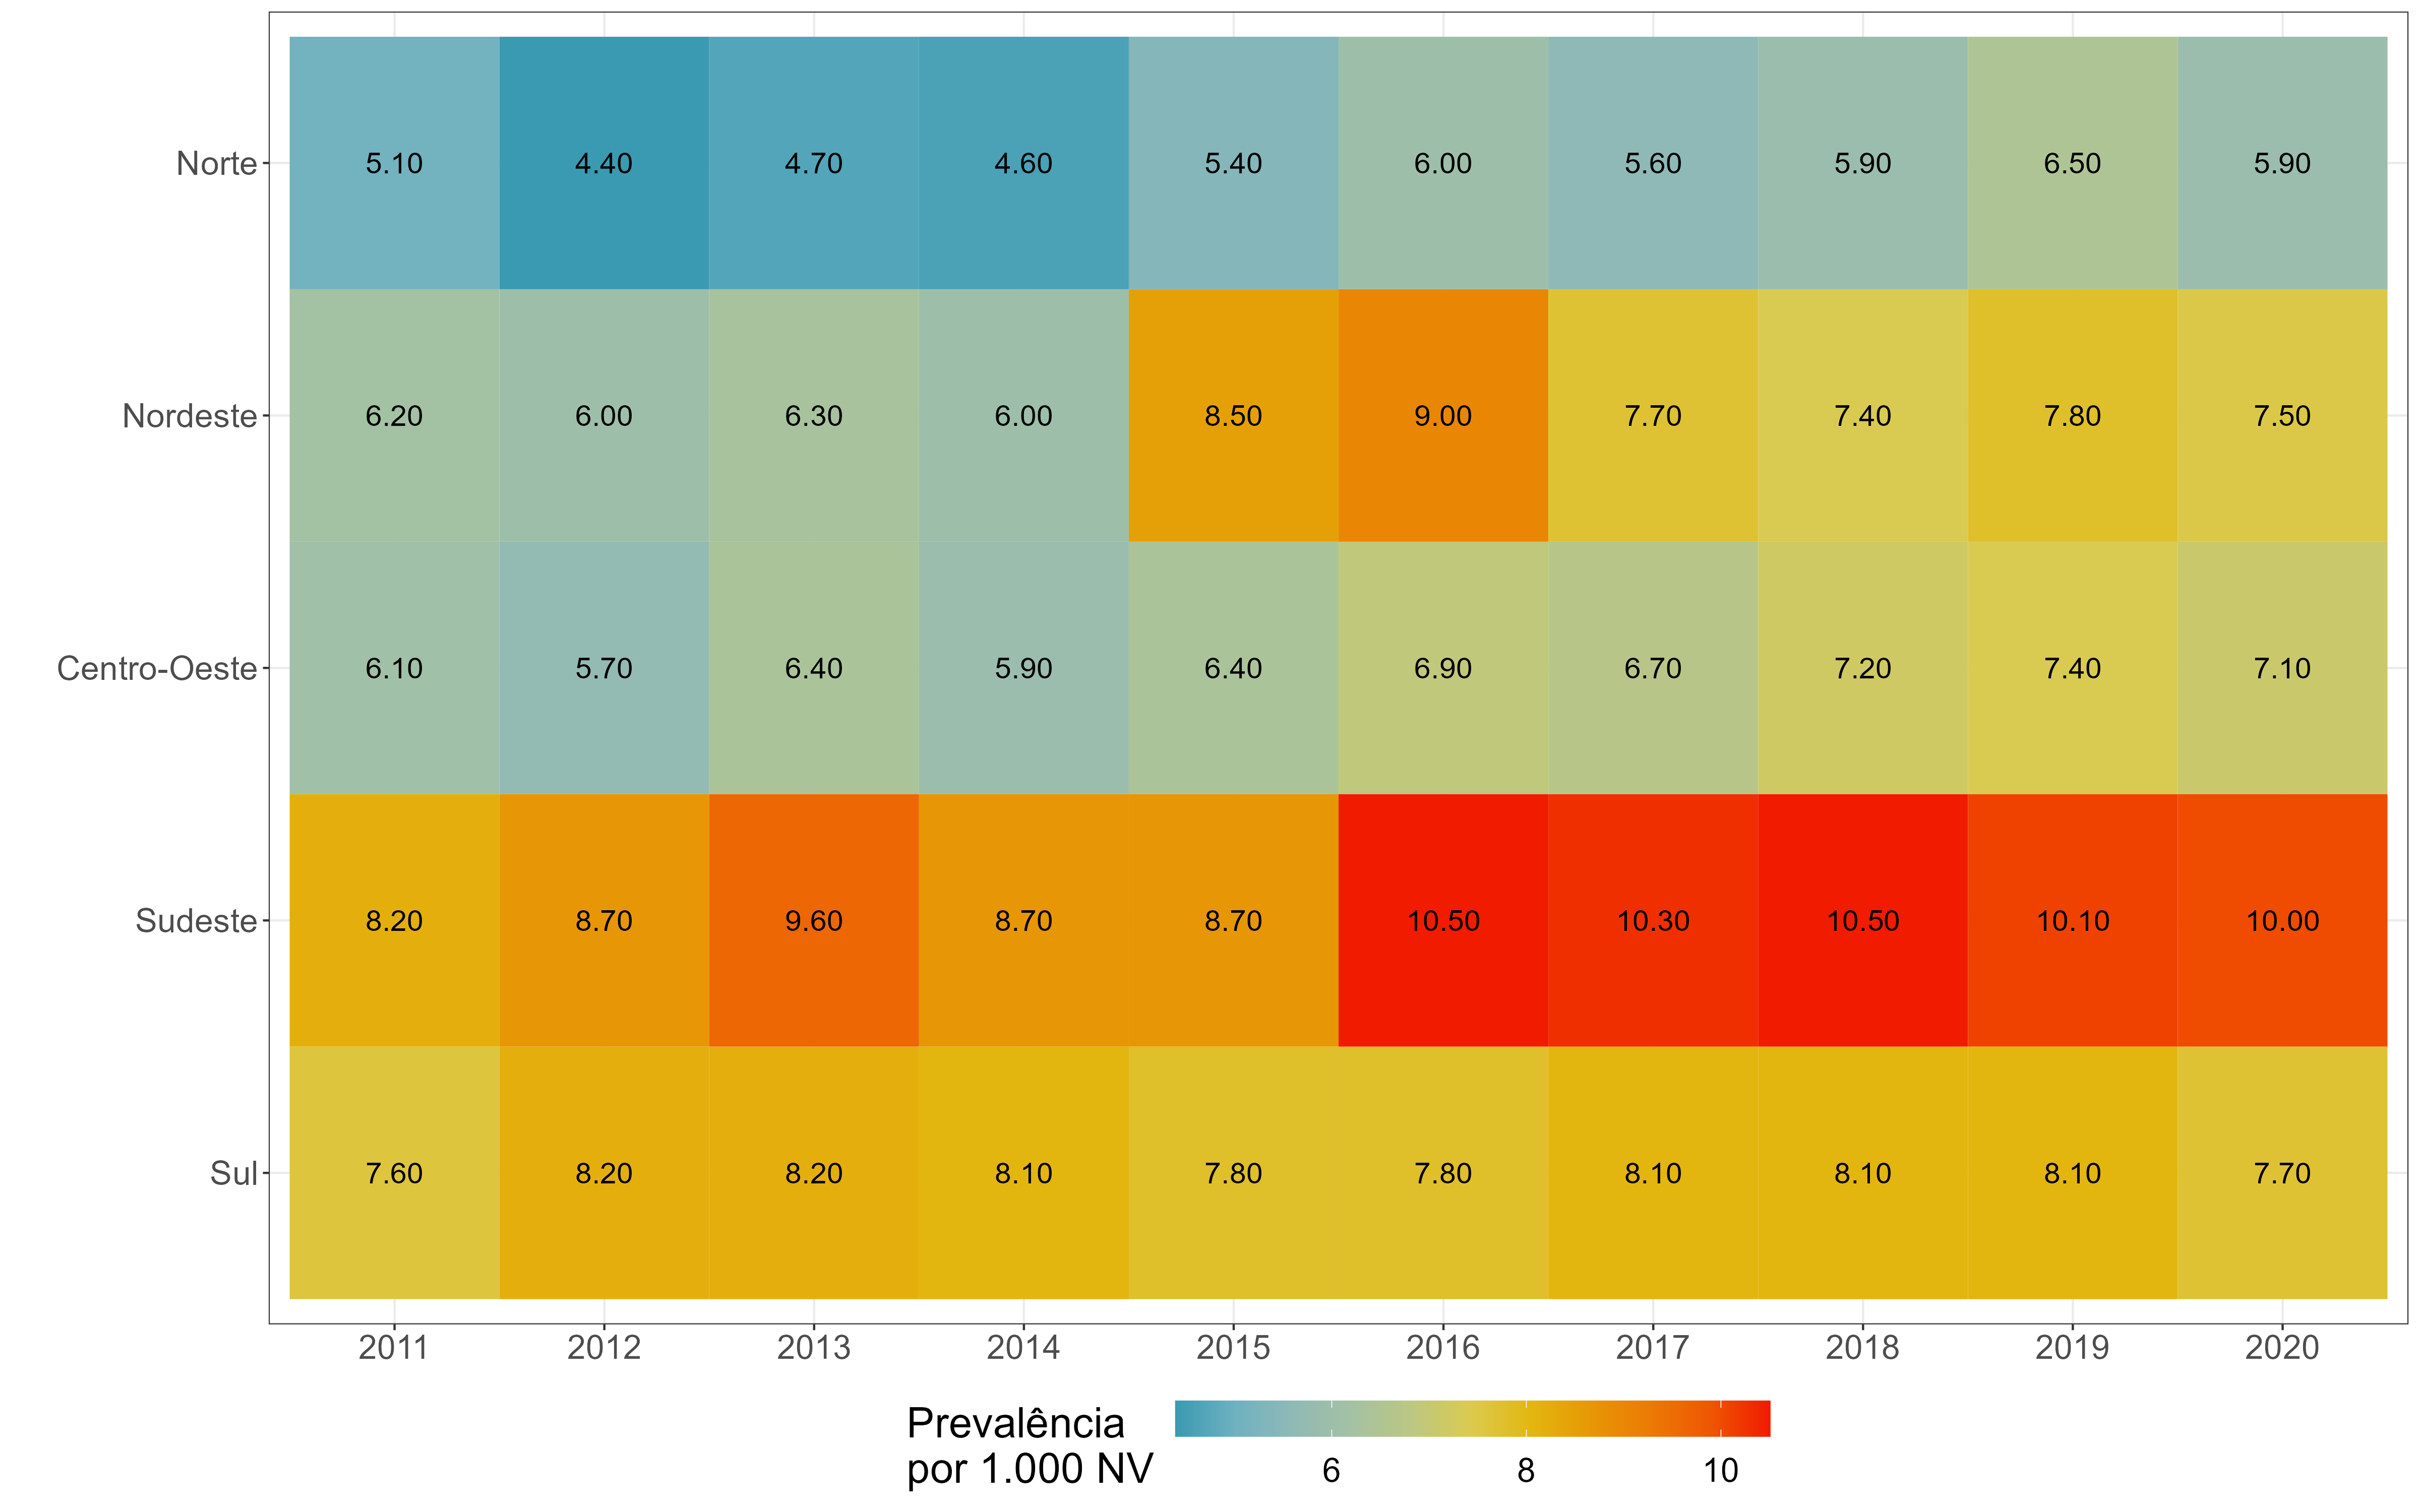 Norte 5.10 4.40 4.70 4.60 5.40 6.00 5.60 5.90 6.50 5.90
Nordeste 6.20 6.00 6.30 6.00 8.50 9.00 7.70 7.40 7.80 7.50
Centro-Oeste 6.10 5.70 6.40 5.90 6.40 6.90 6.70 7.20 7.40 7.10
Sudeste 8.20 8.70 9.60 8.70 8.70 10.50 10.30 10.50 10.10 10.00
Sul 7.60 8.20 8.20 8.10 7.80 7.80 8.10 8.10 8.10 7.70
2011 2012 2013 2014 2015 2016 2017 2018 2019 2020
Prevalência
por 1.000 NV 6 8 10